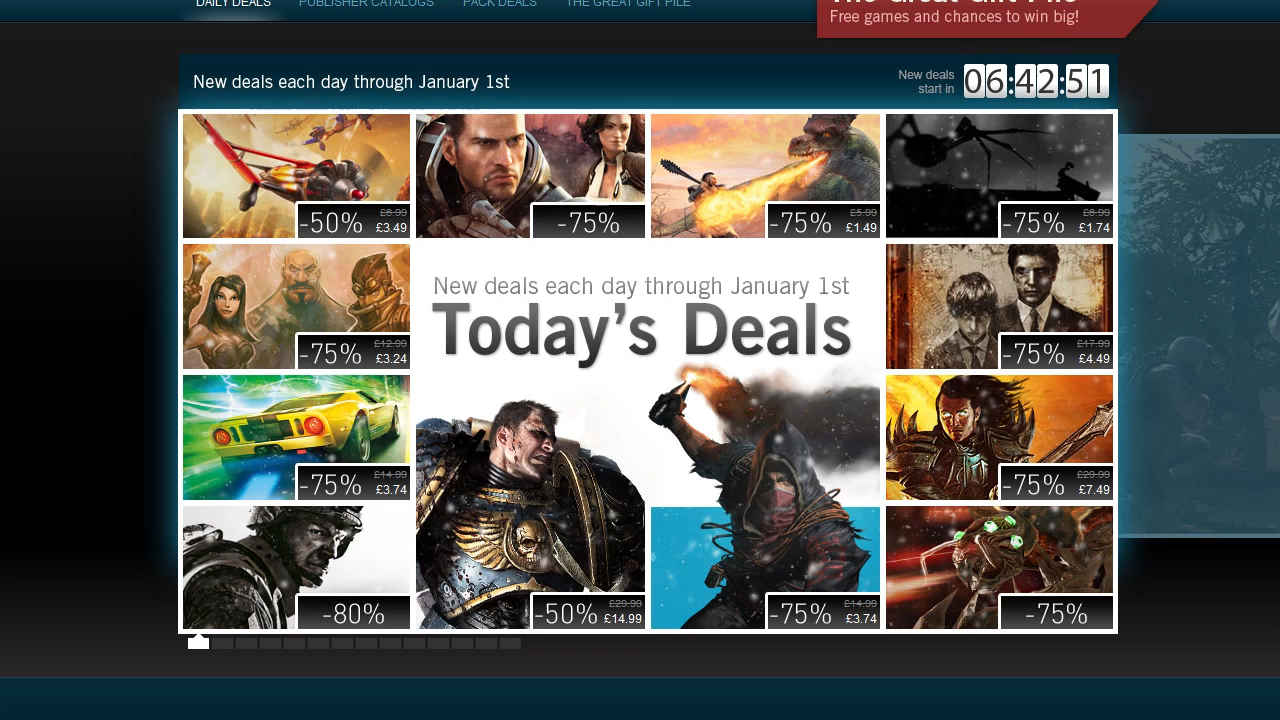 DAILY DEALS PUBLISHER CATALOGS PACK DEALS THE GREAT GIFT PILE
The Great Gift Pile
Free games and chances to win big!
New deals each day through January 1st
New deals
start in
06:42:51
-50% £6.99
£3.49
-75%
-75% £5.99
£1.49
-75% £6.99
£1.74
New deals each day through January 1st
Today's Deals
-75% £12.99
£3.24
-75% £17.99
£4.49
-75% £14.99
£3.74
-75% £29.99
£7.49
-80%
-50% £29.99
£14.99
-75% £14.99
£3.74
-75%